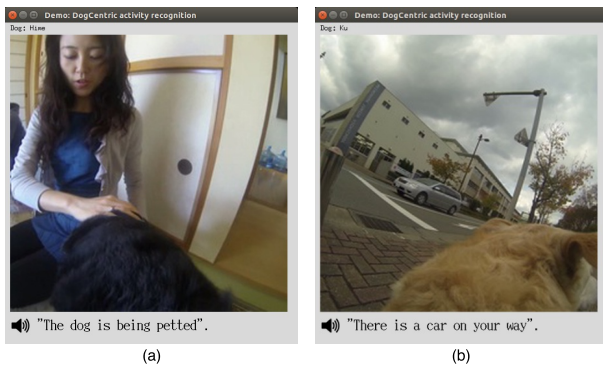 Demo: DogCentric activity recognition
Dog: Hime
"The dog is being petted".
(a)
Demo: DogCentric activity recognition
Dog: Ku
"There is a car on your way".
(b)